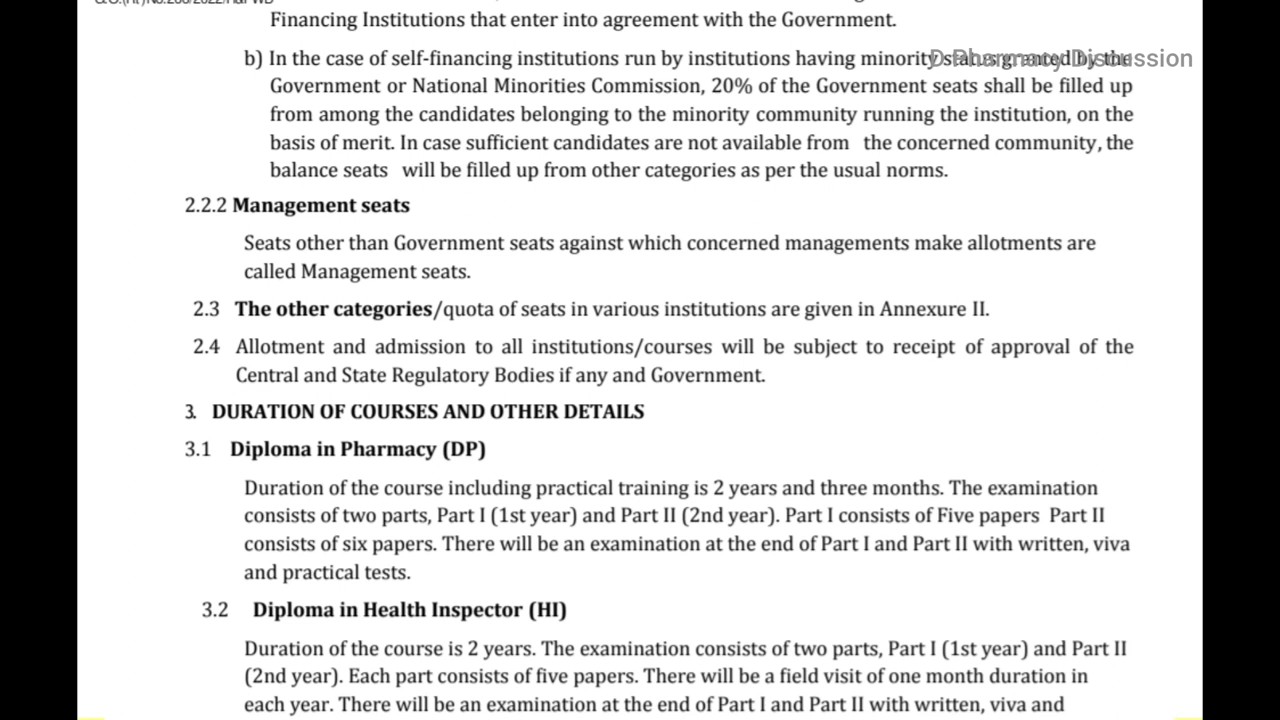 Financing Institutions that enter into agreement with the Government.
D Pharmacy Discussion
b) In the case of self-financing institutions run by institutions having minority status granted by the
Government or National Minorities Commission, 20% of the Government seats shall be filled up
from among the candidates belonging to the minority community running the institution, on the
basis of merit. In case sufficient candidates are not available from the concerned community, the
balance seats will be filled up from other categories as per the usual norms.
2.2.2 Management seats
Seats other than Government seats against which concerned managements make allotments are
called Management seats.
2.3 The other categories/quota of seats in various institutions are given in Annexure II.
2.4 Allotment and admission to all institutions/courses will be subject to receipt of approval of the
Central and State Regulatory Bodies if any and Government.
3. DURATION OF COURSES AND OTHER DETAILS
3.1 Diploma in Pharmacy (DP)
Duration of the course including practical training is 2 years and three months. The examination
consists of two parts, Part I (1st year) and Part II (2nd year). Part I consists of Five papers Part II
consists of six papers. There will be an examination at the end of Part I and Part II with written, viva
and practical tests.
3.2 Diploma in Health Inspector (HI)
Duration of the course is 2 years. The examination consists of two parts, Part I (1st year) and Part II
(2nd year). Each part consists of five papers. There will be a field visit of one month duration in
each year. There will be an examination at the end of Part I and Part II with written, viva and